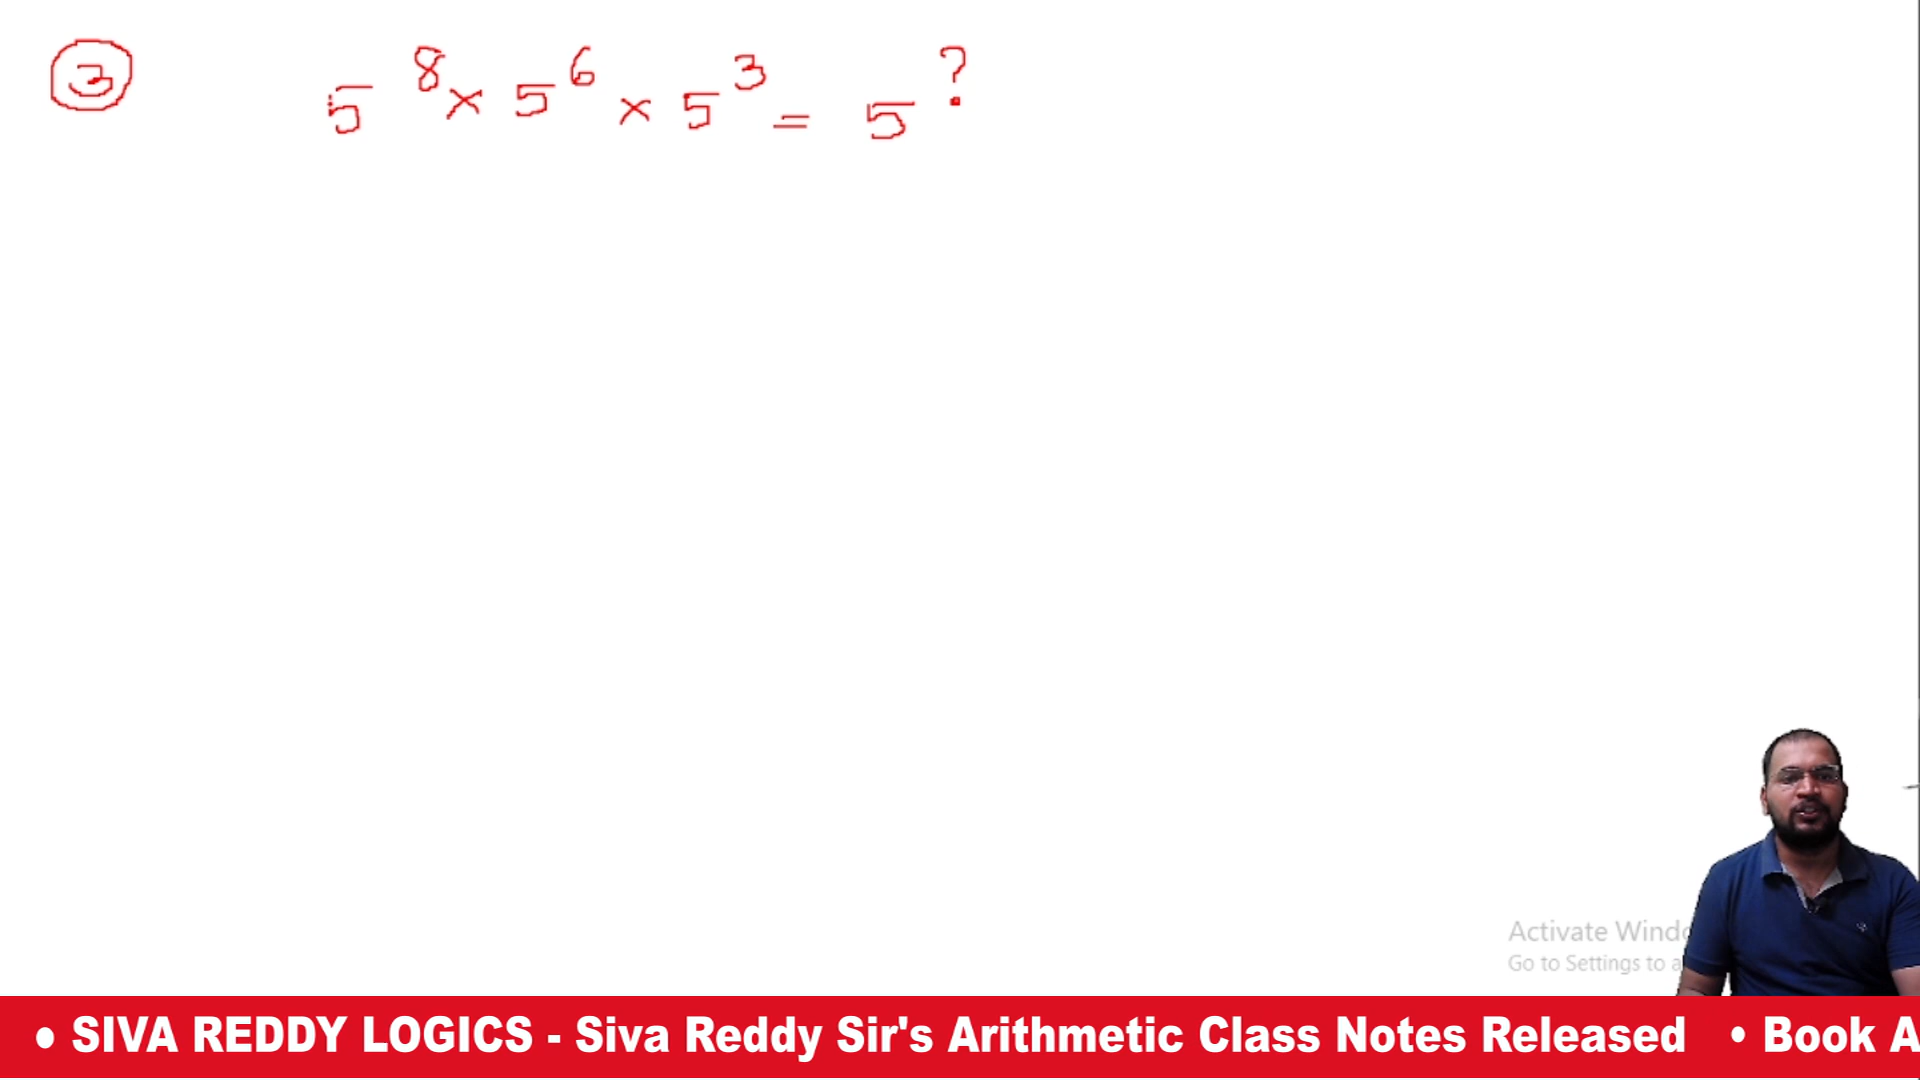 3
5^8 × 5^6 × 5^3 = 5^?
Activate Wind
Go to Settings to a
• SIVA REDDY LOGICS - Siva Reddy Sir's Arithmetic Class Notes Released • Book A